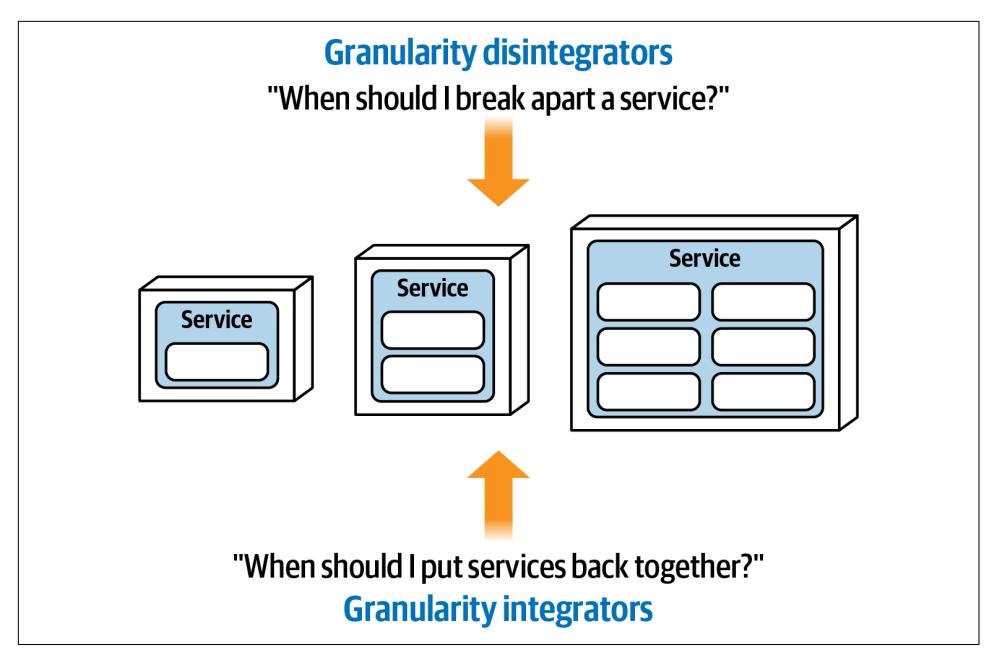 Granularity disintegrators
"When should I break apart a service?"
Service
Service
Service
"When should I put services back together?"
Granularity integrators